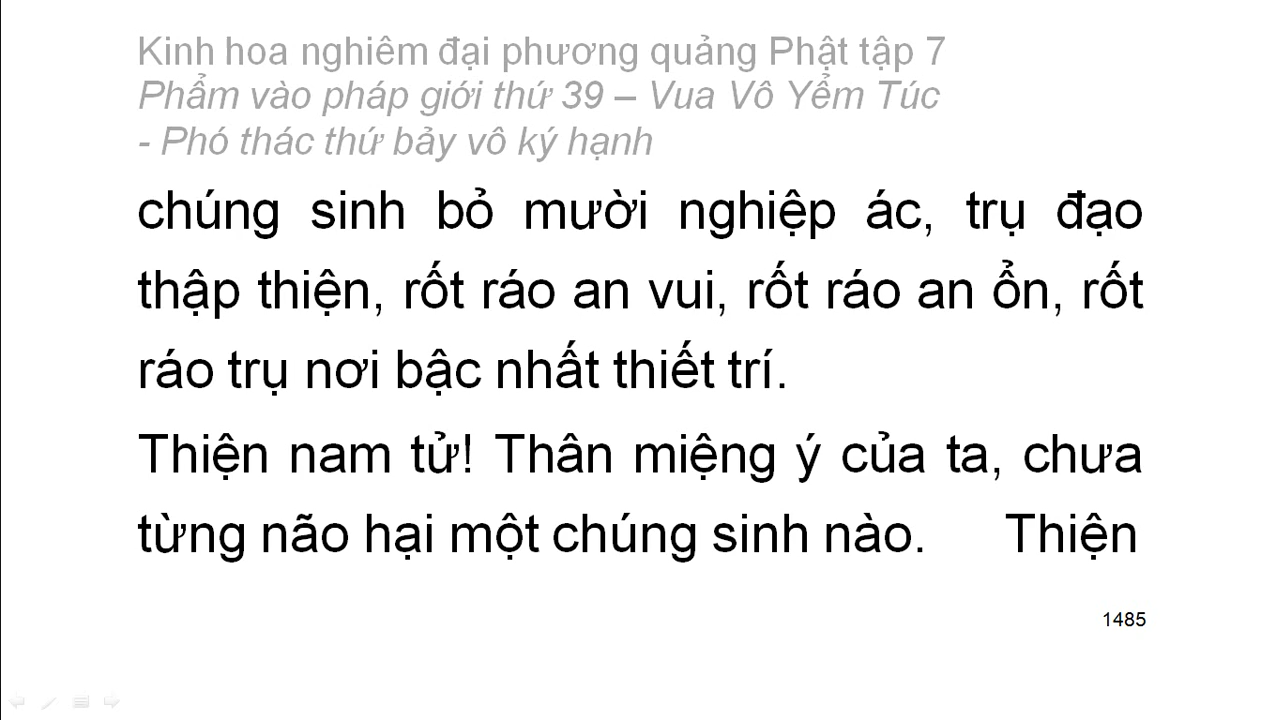 Kinh hoa nghiêm đại phương quảng Phật tập 7
Phẩm vào pháp giới thứ 39 – Vua Vô Yểm Túc
- Phó thác thứ bảy vô ký hạnh
chúng sinh bỏ mười nghiệp ác, trụ đạo
thập thiện, rốt ráo an vui, rốt ráo an ổn, rốt
ráo trụ nơi bậc nhất thiết trí.
Thiện nam tử! Thân miệng ý của ta, chưa
từng não hại một chúng sinh nào. Thiện
1485